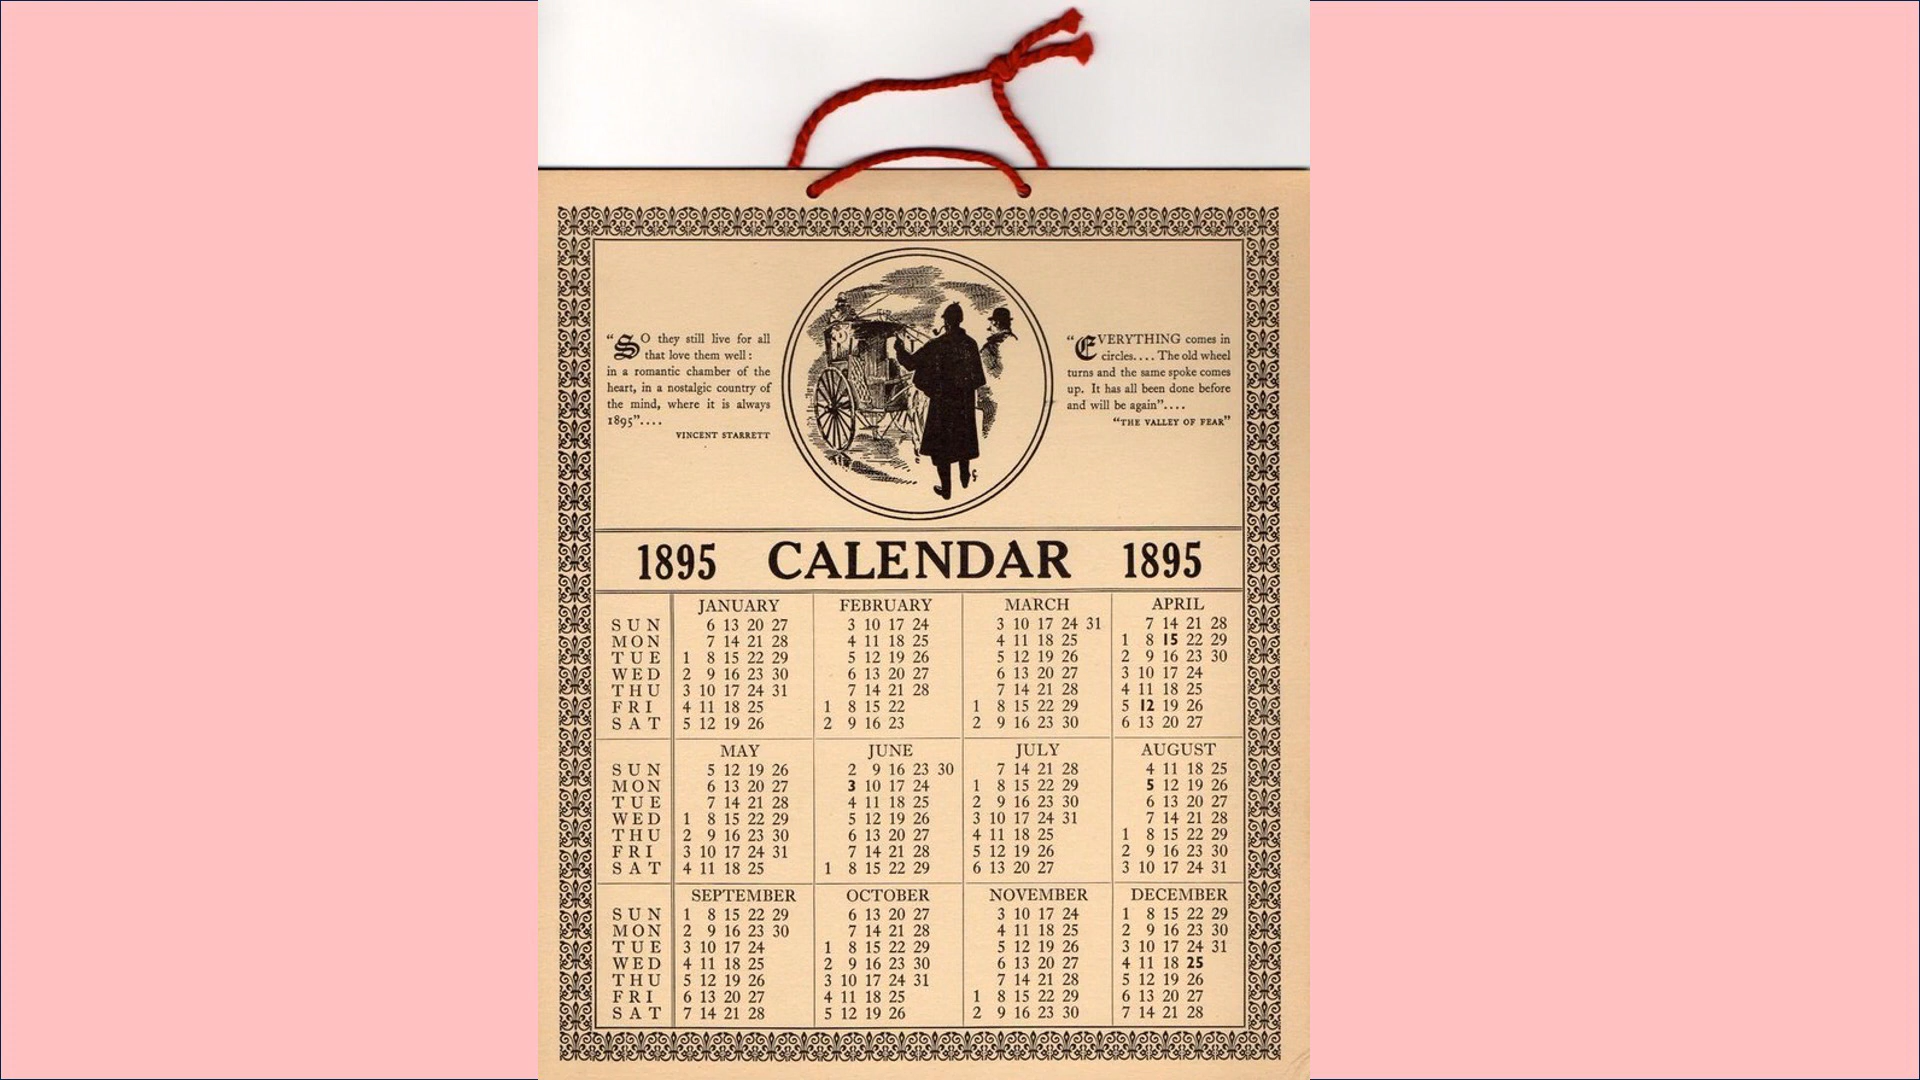 “SO they still live for all
that love them well :
in a romantic chamber of the
heart, in a nostalgic country of
the mind, where it is always
1895”....
VINCENT STARRETT
“EVERYTHING comes in
circles.... The old wheel
turns and the same spoke comes
up. It has all been done before
and will be again”....
“THE VALLEY OF FEAR”
1895 CALENDAR 1895
JANUARY FEBRUARY MARCH APRIL
SUN 6 13 20 27 3 10 17 24 3 10 17 24 31 7 14 21 28
MON 7 14 21 28 4 11 18 25 4 11 18 25 1 8 15 22 29
TUE 1 8 15 22 29 5 12 19 26 5 12 19 26 2 9 16 23 30
WED 2 9 16 23 30 6 13 20 27 6 13 20 27 3 10 17 24
THU 3 10 17 24 31 7 14 21 28 7 14 21 28 4 11 18 25
FRI 4 11 18 25 1 8 15 22 1 8 15 22 29 5 12 19 26
SAT 5 12 19 26 2 9 16 23 2 9 16 23 30 6 13 20 27
MAY JUNE JULY AUGUST
SUN 5 12 19 26 2 9 16 23 30 7 14 21 28 4 11 18 25
MON 6 13 20 27 3 10 17 24 1 8 15 22 29 5 12 19 26
TUE 7 14 21 28 4 11 18 25 2 9 16 23 30 6 13 20 27
WED 1 8 15 22 29 5 12 19 26 3 10 17 24 31 7 14 21 28
THU 2 9 16 23 30 6 13 20 27 4 11 18 25 1 8 15 22 29
FRI 3 10 17 24 31 7 14 21 28 5 12 19 26 2 9 16 23 30
SAT 4 11 18 25 1 8 15 22 29 6 13 20 27 3 10 17 24 31
SEPTEMBER OCTOBER NOVEMBER DECEMBER
SUN 1 8 15 22 29 6 13 20 27 3 10 17 24 1 8 15 22 29
MON 2 9 16 23 30 7 14 21 28 4 11 18 25 2 9 16 23 30
TUE 3 10 17 24 1 8 15 22 29 5 12 19 26 3 10 17 24 31
WED 4 11 18 25 2 9 16 23 30 6 13 20 27 4 11 18 25
THU 5 12 19 26 3 10 17 24 31 7 14 21 28 5 12 19 26
FRI 6 13 20 27 4 11 18 25 1 8 15 22 29 6 13 20 27
SAT 7 14 21 28 5 12 19 26 2 9 16 23 30 7 14 21 28